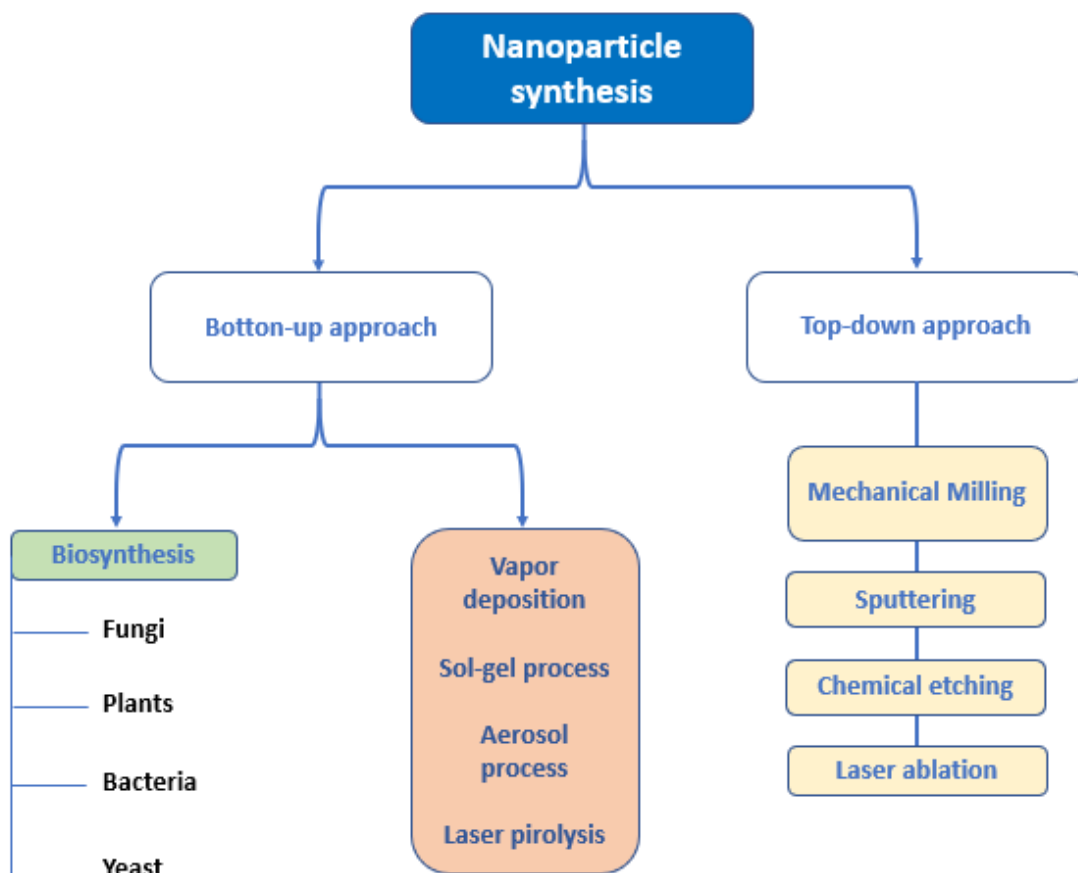 Nanoparticle
synthesis
Botton-up approach
Top-down approach
Biosynthesis
Fungi
Plants
Bacteria
Yeast
Vapor
deposition
Sol-gel process
Aerosol
process
Laser pirolysis
Mechanical Milling
Sputtering
Chemical etching
Laser ablation